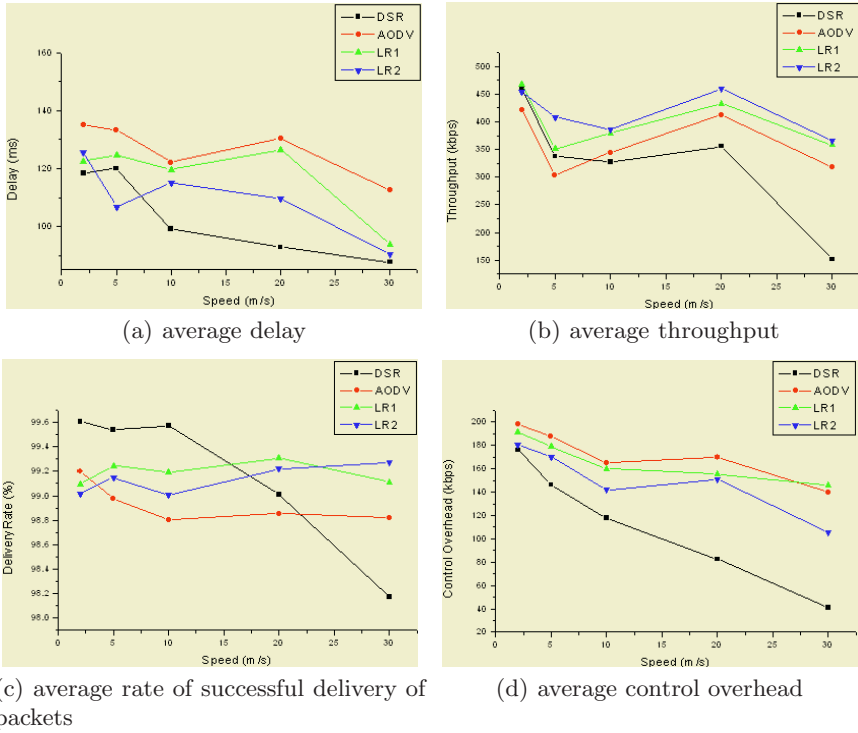 DSR
AODV
LR1
LR2
160
140
120
100
Delay (ms)
0 5 10 15 20 25 30
Speed (m/s)
(a) average delay
DSR
AODV
LR1
LR2
500
450
400
350
300
250
200
150
Throughput (kbps)
0 5 10 15 20 25 30
Speed (m/s)
(b) average throughput
DSR
AODV
LR1
LR2
99.6
99.4
99.2
99.0
98.8
98.6
98.4
98.2
98.0
Delivery Rate (%)
0 5 10 15 20 25 30
Speed (m/s)
(c) average rate of successful delivery of
packets
DSR
AODV
LR1
LR2
200
180
160
140
120
100
80
60
40
20
Control Overhead (kbps)
0 5 10 15 20 25 30
Speed (m/s)
(d) average control overhead